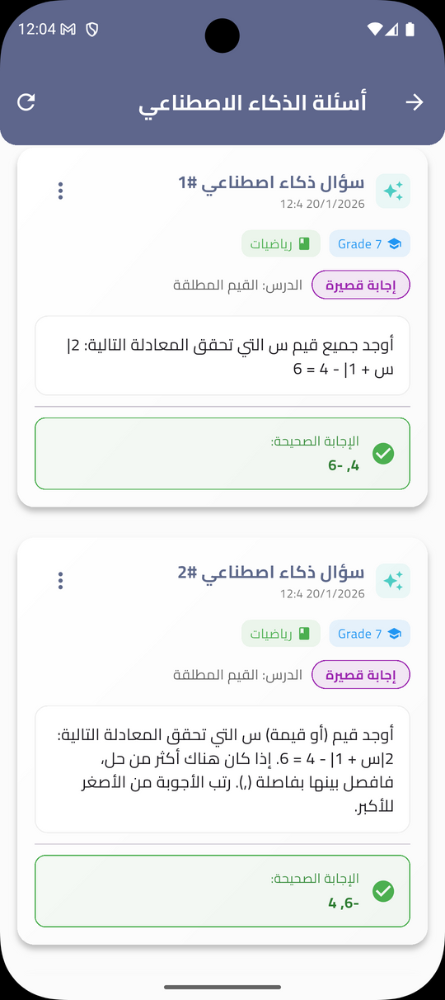 12:04
أسئلة الذكاء الاصطناعي
سؤال ذكاء اصطناعي #1
20/1/2026 12:4
Grade 7
رياضيات
إجابة قصيرة
الدرس: القيم المطلقة
أوجد جميع قيم س التي تحقق المعادلة التالية: 2|
س + 1| - 4 = 6
الإجابة الصحيحة:
4, -6
سؤال ذكاء اصطناعي #2
20/1/2026 12:4
Grade 7
رياضيات
إجابة قصيرة
الدرس: القيم المطلقة
أوجد قيم (أو قيمة) س التي تحقق المعادلة التالية:
2|س + 1| - 4 = 6. إذا كان هناك أكثر من حل،
فافصل بينها بفاصلة (,). رتب الأجوبة من الأصغر
للأكبر.
الإجابة الصحيحة:
-6, 4